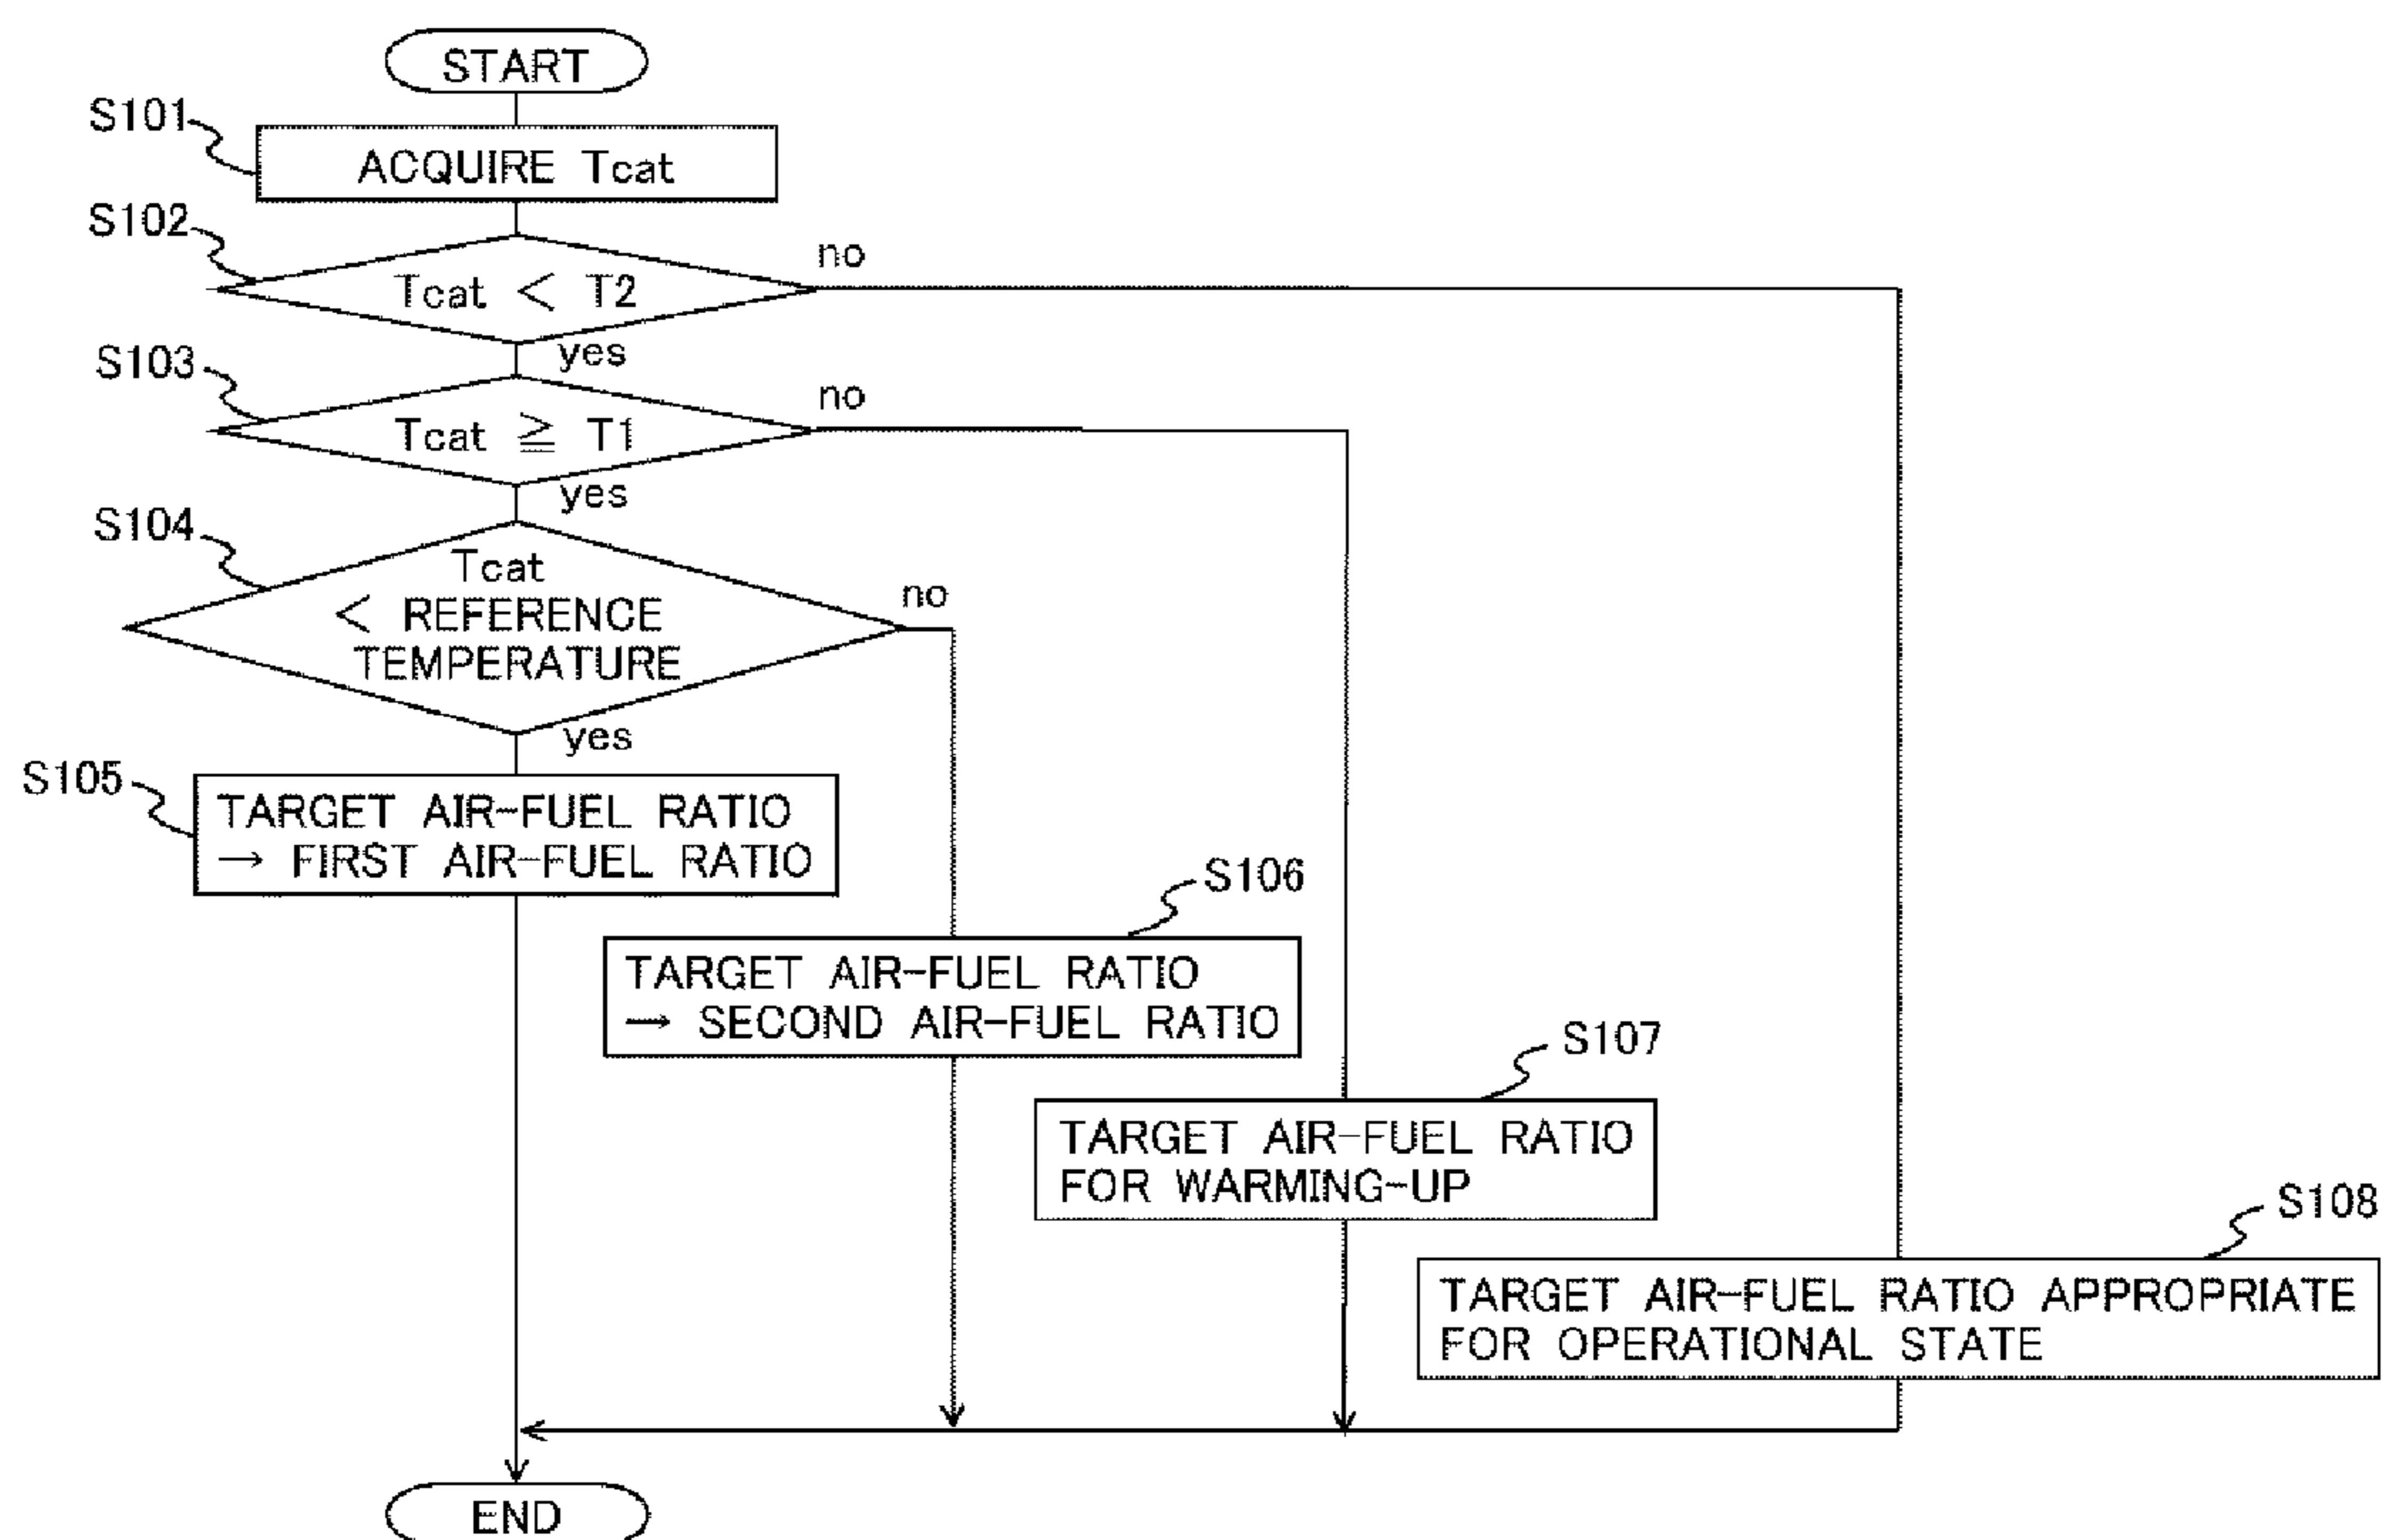 START
S101
ACQUIRE Tcat
S102
Tcat < T2
no
yes
S103
Tcat ≧ T1
no
yes
S104
Tcat
< REFERENCE
TEMPERATURE
no
yes
S105
TARGET AIR-FUEL RATIO
→ FIRST AIR-FUEL RATIO
S106
TARGET AIR-FUEL RATIO
→ SECOND AIR-FUEL RATIO
S107
TARGET AIR-FUEL RATIO
FOR WARMING-UP
S108
TARGET AIR-FUEL RATIO APPROPRIATE
FOR OPERATIONAL STATE
END